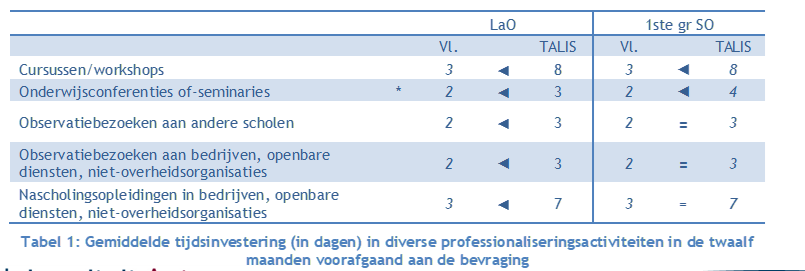 LaO 1ste gr SO
Vl. TALIS Vl. TALIS
Cursussen/workshops 3 ◄ 8 3 ◄ 8
Onderwijsconferenties of-seminaries * 2 ◄ 3 2 ◄ 4
Observatiebezoeken aan andere scholen 2 ◄ 3 2 = 3
Observatiebezoeken aan bedrijven, openbare
diensten, niet-overheidsorganisaties 2 ◄ 3 2 = 3
Nascholingsopleidingen in bedrijven, openbare
diensten, niet-overheidsorganisaties 3 ◄ 7 3 = 7
Tabel 1: Gemiddelde tijdsinvestering (in dagen) in diverse professionaliseringsactiviteiten in de twaalf
maanden voorafgaand aan de bevraging